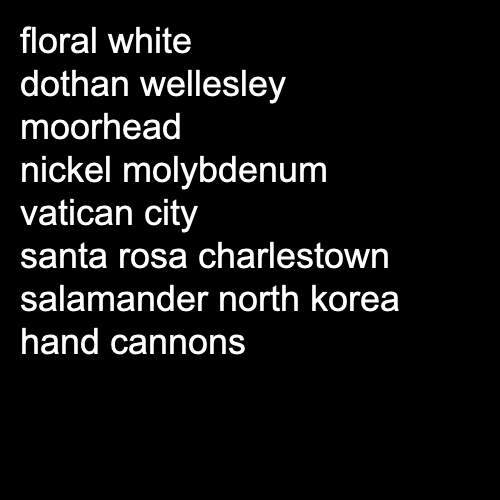 floral white
dothan wellesley
moorhead
nickel molybdenum
vatican city
santa rosa charlestown
salamander north korea
hand cannons